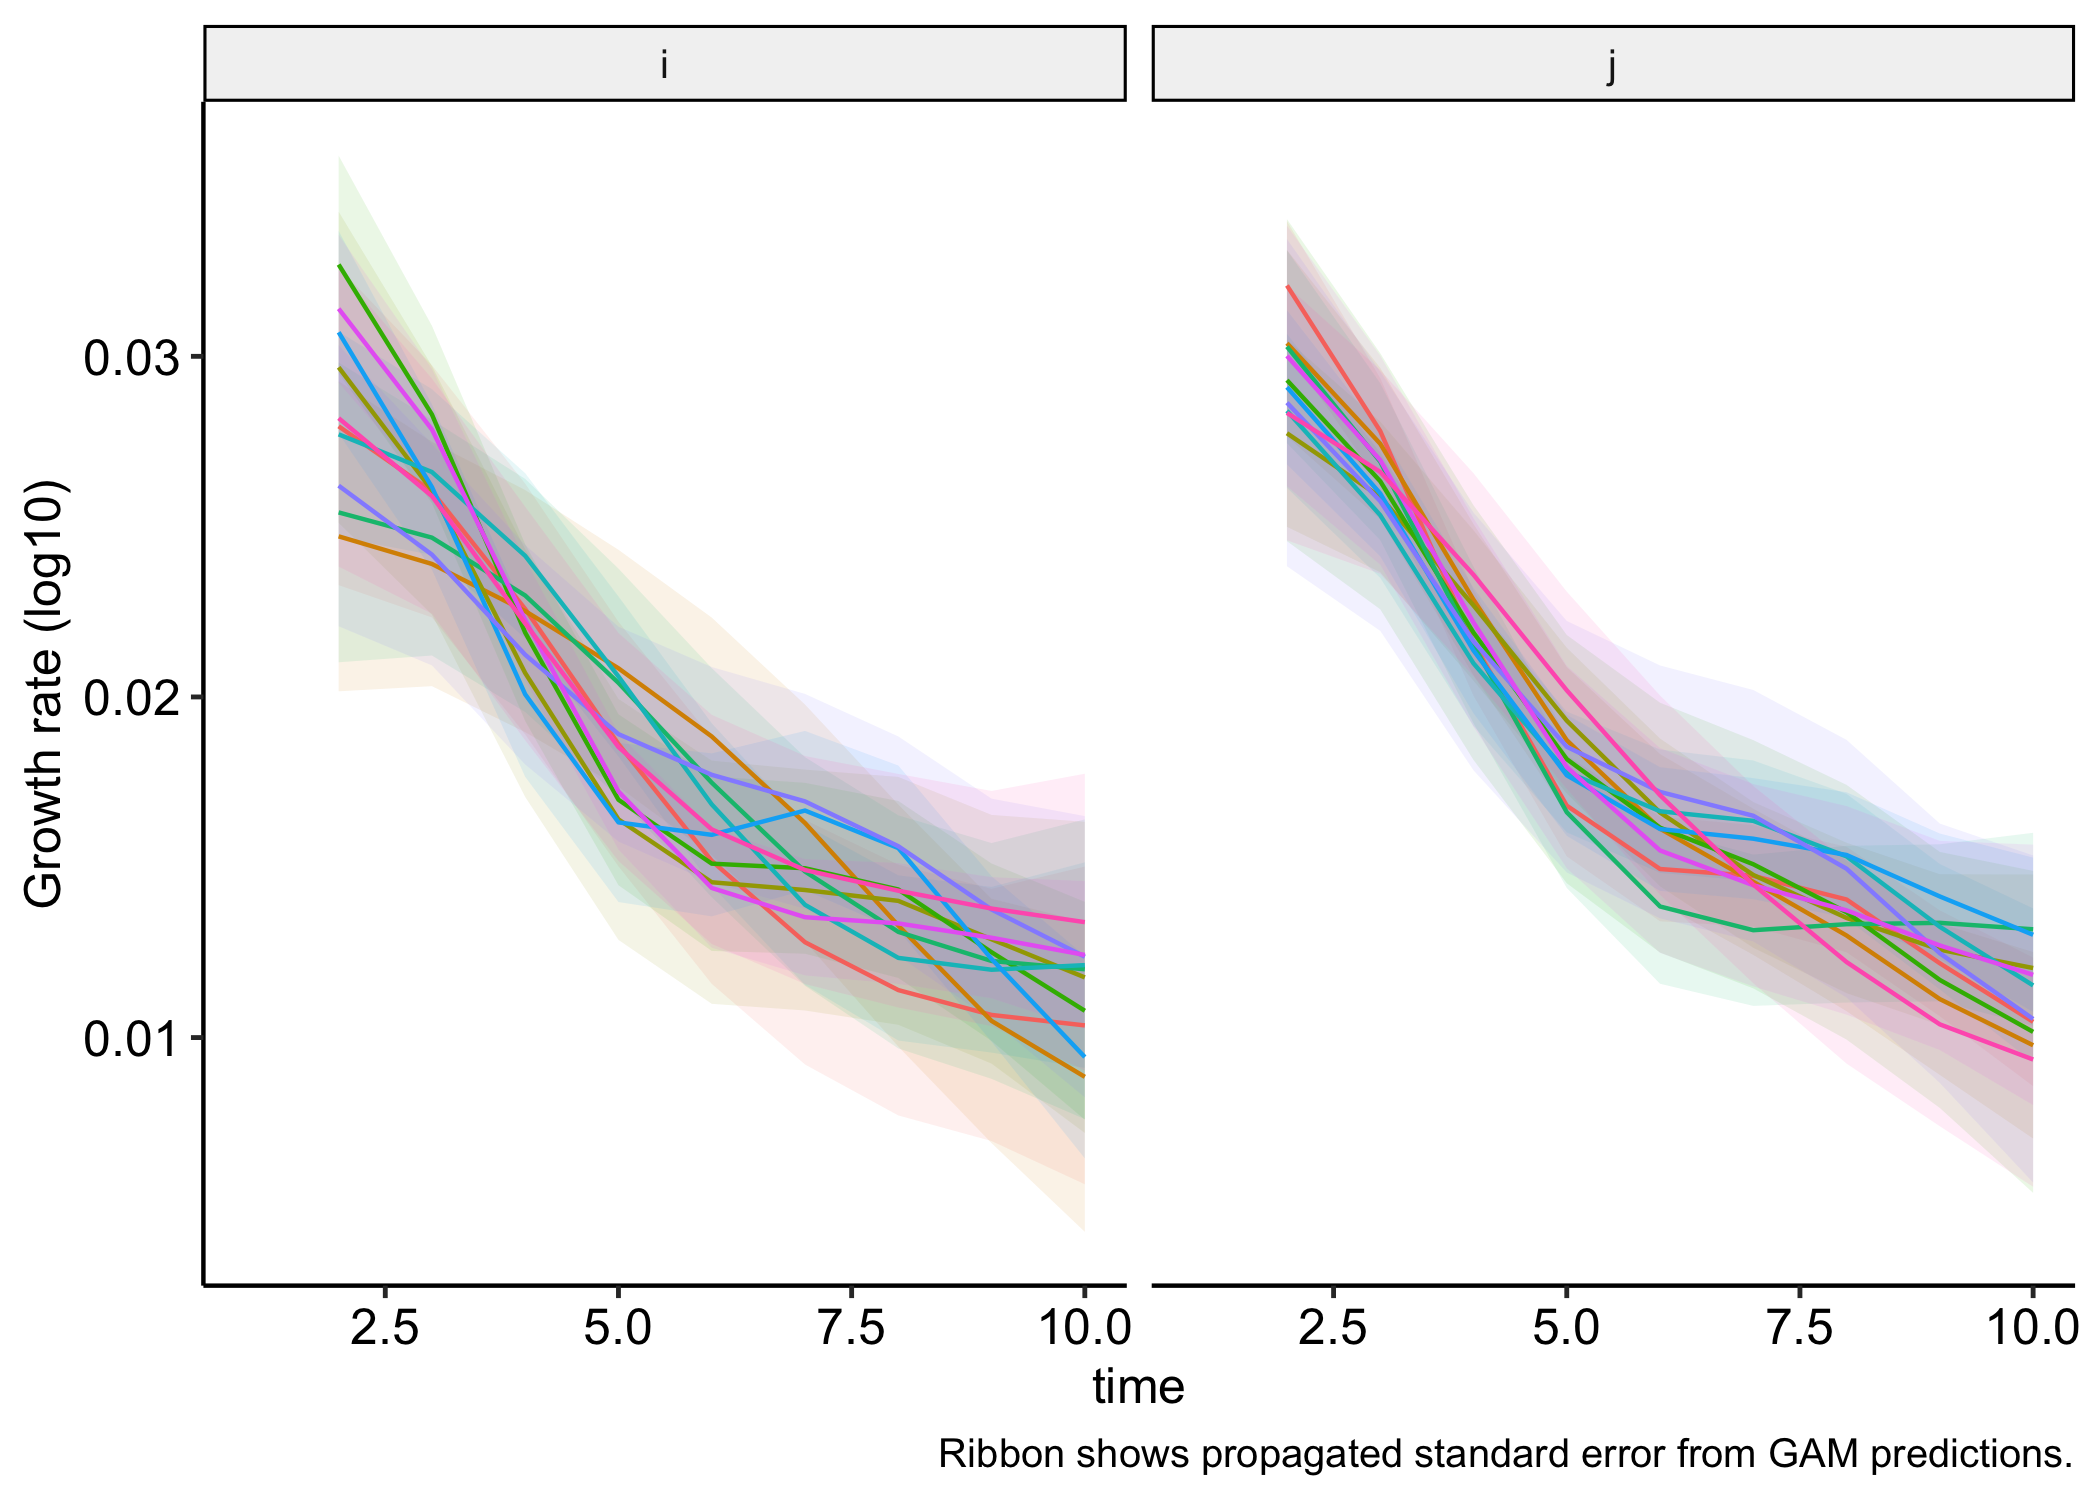 i
j
Growth rate (log10)
0.03
0.02
0.01
2.5 5.0 7.5 10.0
2.5 5.0 7.5 10.0
time
Ribbon shows propagated standard error from GAM predictions.